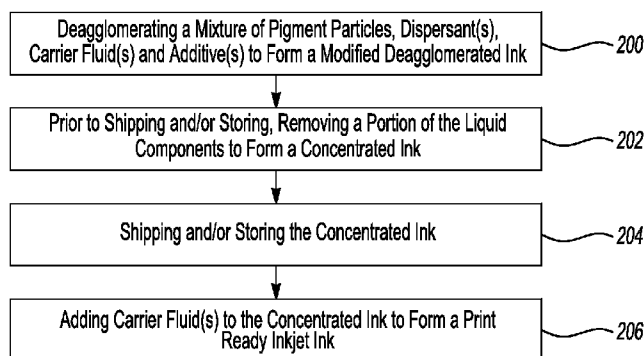 Deagglomerating a Mixture of Pigment Particles, Dispersant(s),
Carrier Fluid(s) and Additive(s) to Form a Modified Deagglomerated Ink
200
Prior to Shipping and/or Storing, Removing a Portion of the Liquid
Components to Form a Concentrated Ink
202
Shipping and/or Storing the Concentrated Ink
204
Adding Carrier Fluid(s) to the Concentrated Ink to Form a Print
Ready Inkjet Ink
206